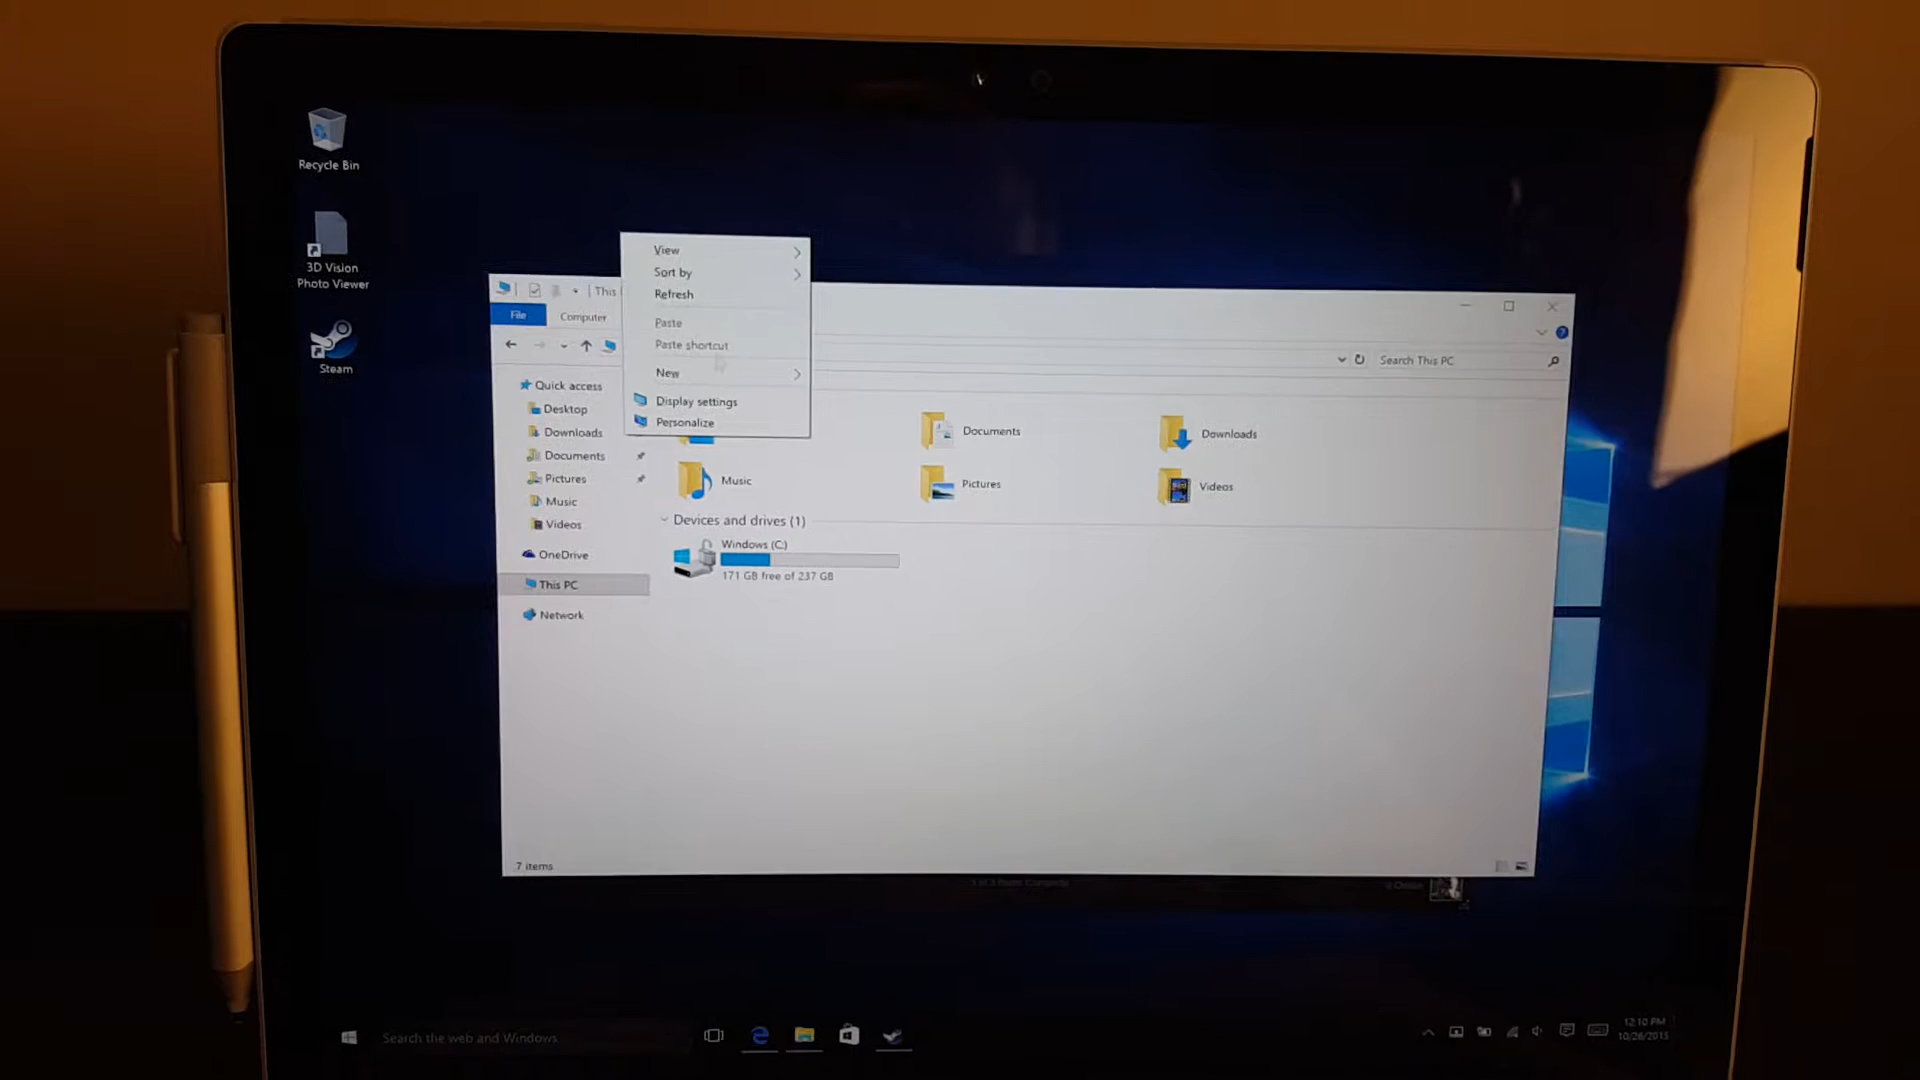 Recycle Bin
3D Vision
Photo Viewer
Steam
View
Sort by
Refresh
Paste
Paste shortcut
New
Display settings
Personalize
This
File
Computer
Search This PC
Quick access
Desktop
Downloads
Documents
Pictures
Music
Videos
OneDrive
This PC
Network
Documents
Downloads
Music
Pictures
Videos
Devices and drives (1)
Windows (C:)
171 GB free of 237 GB
7 items
Search the web and Windows
12:10 PM
10/26/2015